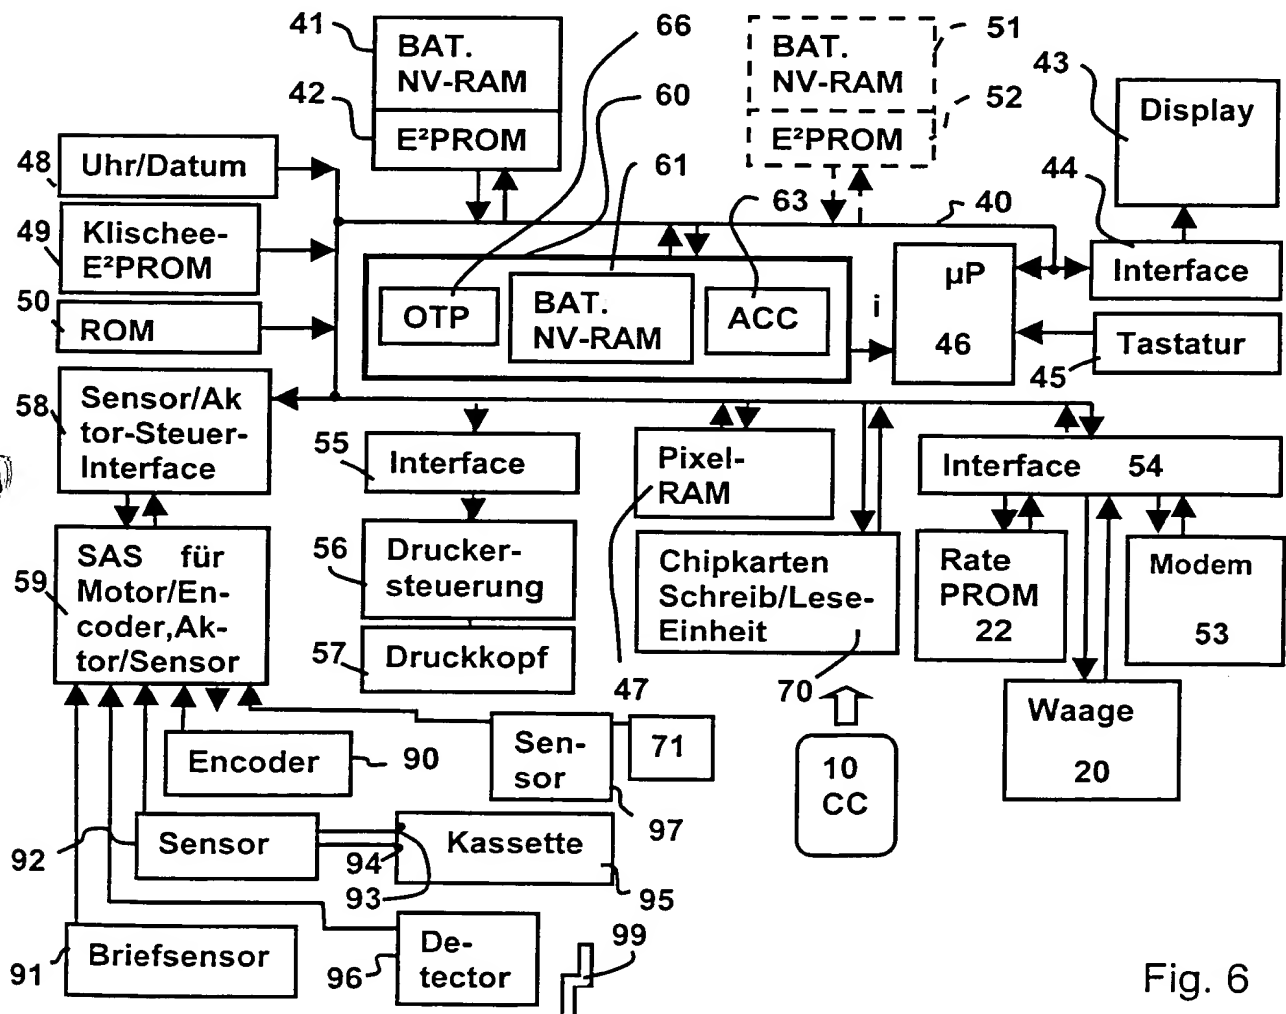 41
BAT.
NV-RAM
42
E²PROM
66
60
51
BAT.
NV-RAM
52
E²PROM
43
Display
48
Uhr/Datum
61
63
40
44
Interface
49
Klischee-
E²PROM
50
ROM
OTP
BAT.
NV-RAM
ACC
i
µP
46
45
Tastatur
58
Sensor/Ak
tor-Steuer-
Interface
55
Interface
Pixel-
RAM
47
Interface 54
59
SAS für
Motor/En-
coder,Ak-
tor/Sensor
56
Drucker-
steuerung
57
Druckkopf
Chipkarten
Schreib/Lese-
Einheit
70
Rate
PROM
22
Modem
53
Waage
20
10
CC
Encoder
90
Sen-
sor
97
71
92
Sensor
94
93
Kassette
95
91
Briefsensor
96
De-
tector
99
Fig. 6